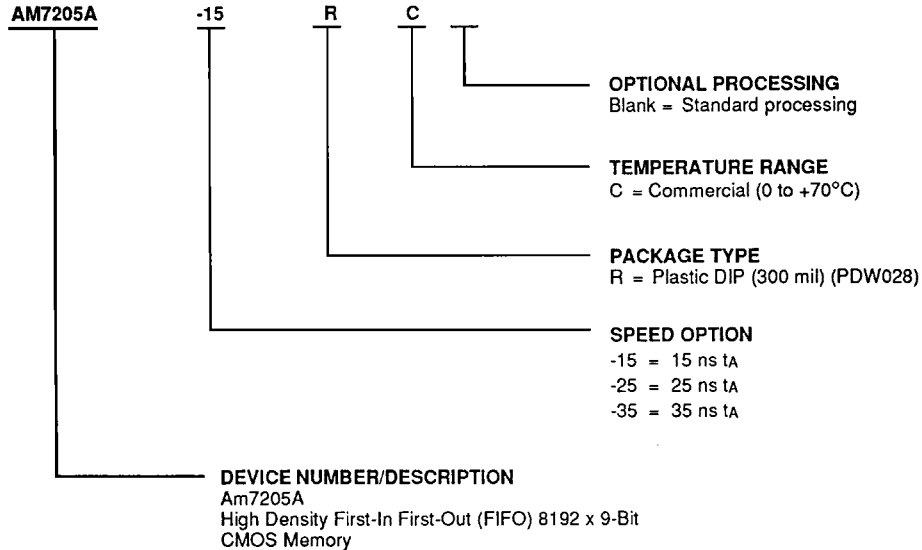 AM7205A -15 R C
OPTIONAL PROCESSING
Blank = Standard processing
TEMPERATURE RANGE
C = Commercial (0 to +70°C)
PACKAGE TYPE
R = Plastic DIP (300 mil) (PDW028)
SPEED OPTION
-15 = 15 ns tA
-25 = 25 ns tA
-35 = 35 ns tA
DEVICE NUMBER/DESCRIPTION
Am7205A
High Density First-In First-Out (FIFO) 8192 x 9-Bit
CMOS Memory